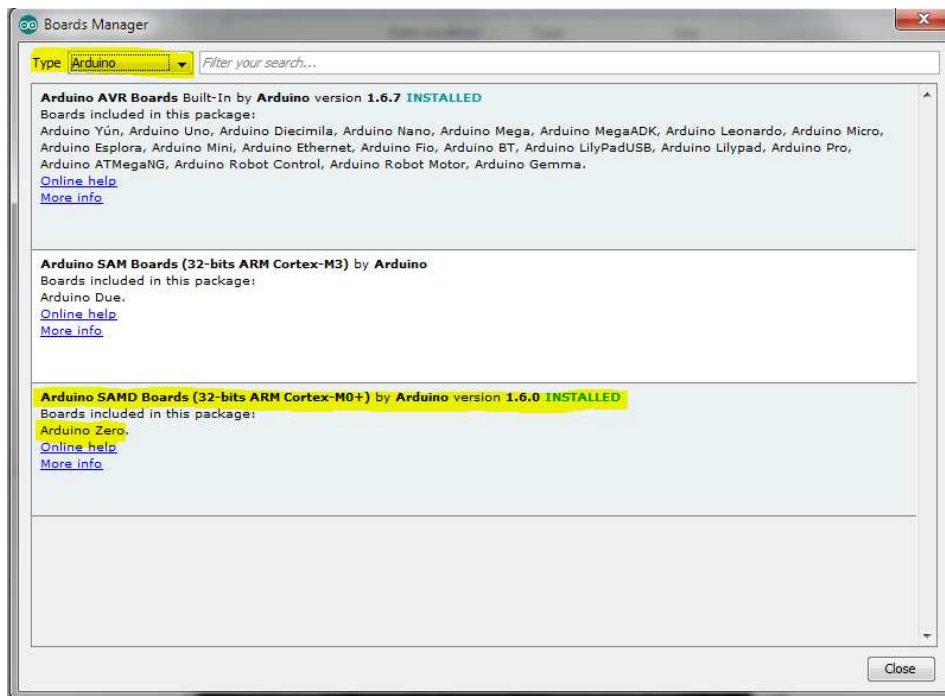 Boards Manager
Type Arduino Filter your search...
Arduino AVR Boards Built-In by Arduino version 1.6.7 INSTALLED
Boards included in this package:
Arduino Yún, Arduino Uno, Arduino Diecimila, Arduino Nano, Arduino Mega, Arduino MegaADK, Arduino Leonardo, Arduino Micro,
Arduino Esplora, Arduino Mini, Arduino Ethernet, Arduino Fio, Arduino BT, Arduino LilyPadUSB, Arduino Lilypad, Arduino Pro,
Arduino ATMegaNG, Arduino Robot Control, Arduino Robot Motor, Arduino Gemma.
Online help
More info
Arduino SAM Boards (32-bits ARM Cortex-M3) by Arduino
Boards included in this package:
Arduino Due.
Online help
More info
Arduino SAMD Boards (32-bits ARM Cortex-M0+) by Arduino version 1.6.0 INSTALLED
Boards included in this package:
Arduino Zero.
Online help
More info
Close